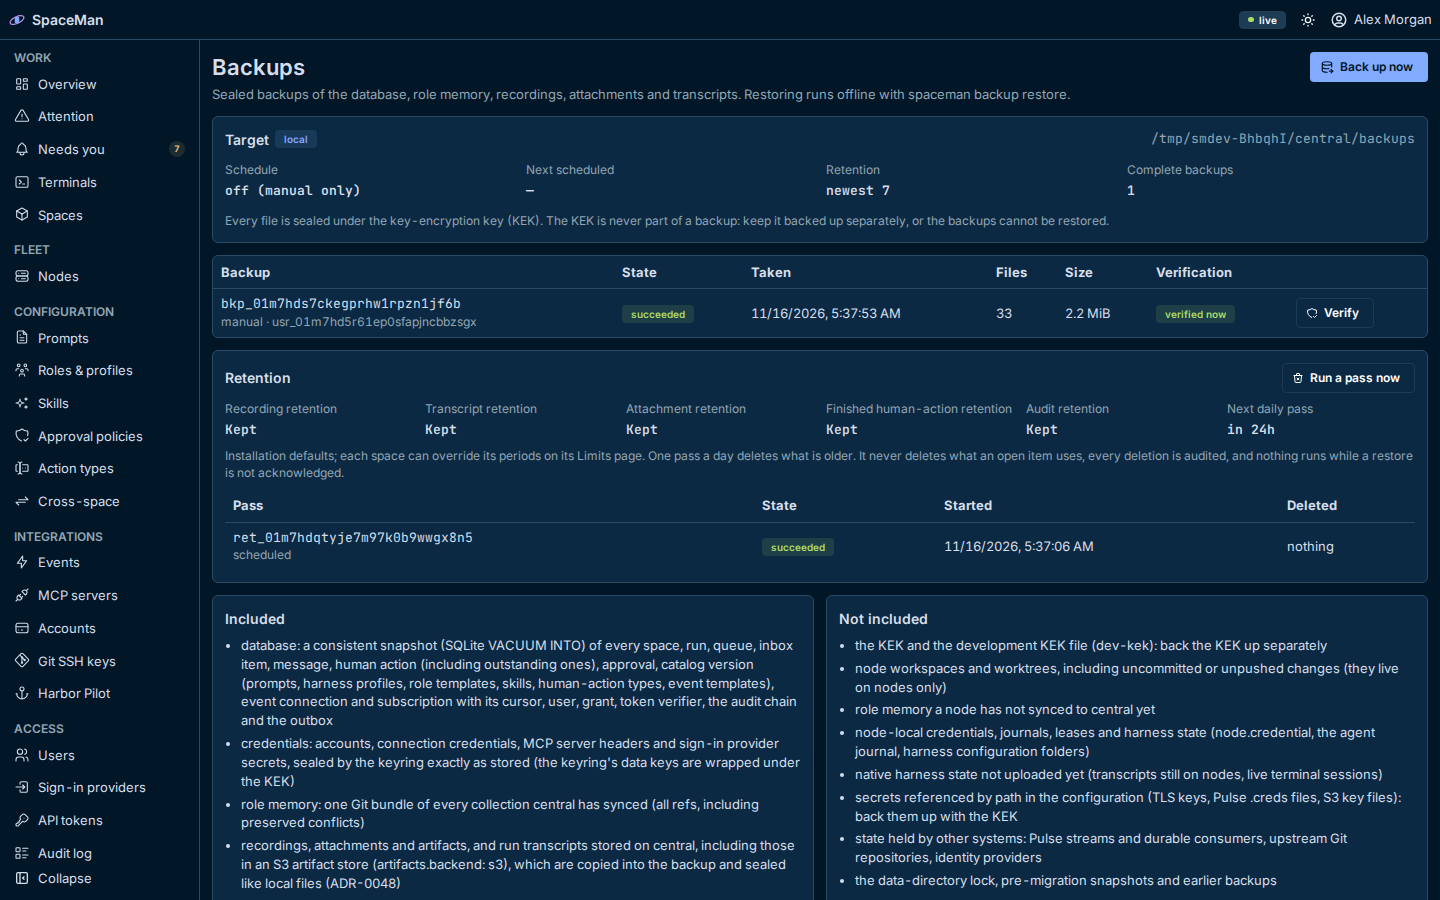 SpaceMan
live
Alex Morgan
WORK
Overview
Attention
Needs you
7
Terminals
Spaces
FLEET
Nodes
CONFIGURATION
Prompts
Roles & profiles
Skills
Approval policies
Action types
Cross-space
INTEGRATIONS
Events
MCP servers
Accounts
Git SSH keys
Harbor Pilot
ACCESS
Users
Sign-in providers
API tokens
Audit log
Collapse
Backups
Back up now
Sealed backups of the database, role memory, recordings, attachments and transcripts. Restoring runs offline with spaceman backup restore.
Target local
/tmp/smdev-BhbqhI/central/backups
Schedule Next scheduled Retention Complete backups
off (manual only) — newest 7 1
Every file is sealed under the key-encryption key (KEK). The KEK is never part of a backup: keep it backed up separately, or the backups cannot be restored.
Backup State Taken Files Size Verification
bkp_01m7hds7ckegprhw1rpzn1jf6b
manual · usr_01m7hd5r61ep0sfapjncbbzsgx
succeeded 11/16/2026, 5:37:53 AM 33 2.2 MiB verified now Verify
Retention
Run a pass now
Recording retention Transcript retention Attachment retention Finished human-action retention Audit retention Next daily pass
Kept Kept Kept Kept Kept in 24h
Installation defaults; each space can override its periods on its Limits page. One pass a day deletes what is older. It never deletes what an open item uses, every deletion is audited, and nothing runs while a restore
is not acknowledged.
Pass State Started Deleted
ret_01m7hdqtyje7m97k0b9wwgx8n5
scheduled
succeeded 11/16/2026, 5:37:06 AM nothing
Included
• database: a consistent snapshot (SQLite VACUUM INTO) of every space, run, queue, inbox
item, message, human action (including outstanding ones), approval, catalog version
(prompts, harness profiles, role templates, skills, human-action types, event templates),
event connection and subscription with its cursor, user, grant, token verifier, the audit chain
and the outbox
• credentials: accounts, connection credentials, MCP server headers and sign-in provider
secrets, sealed by the keyring exactly as stored (the keyring's data keys are wrapped under
the KEK)
• role memory: one Git bundle of every collection central has synced (all refs, including
preserved conflicts)
• recordings, attachments and artifacts, and run transcripts stored on central, including those
in an S3 artifact store (artifacts.backend: s3), which are copied into the backup and sealed
like local files (ADR-0048)
Not included
• the KEK and the development KEK file (dev-kek): back the KEK up separately
• node workspaces and worktrees, including uncommitted or unpushed changes (they live
on nodes only)
• role memory a node has not synced to central yet
• node-local credentials, journals, leases and harness state (node.credential, the agent
journal, harness configuration folders)
• native harness state not uploaded yet (transcripts still on nodes, live terminal sessions)
• secrets referenced by path in the configuration (TLS keys, Pulse .creds files, S3 key files):
back them up with the KEK
• state held by other systems: Pulse streams and durable consumers, upstream Git
repositories, identity providers
• the data-directory lock, pre-migration snapshots and earlier backups